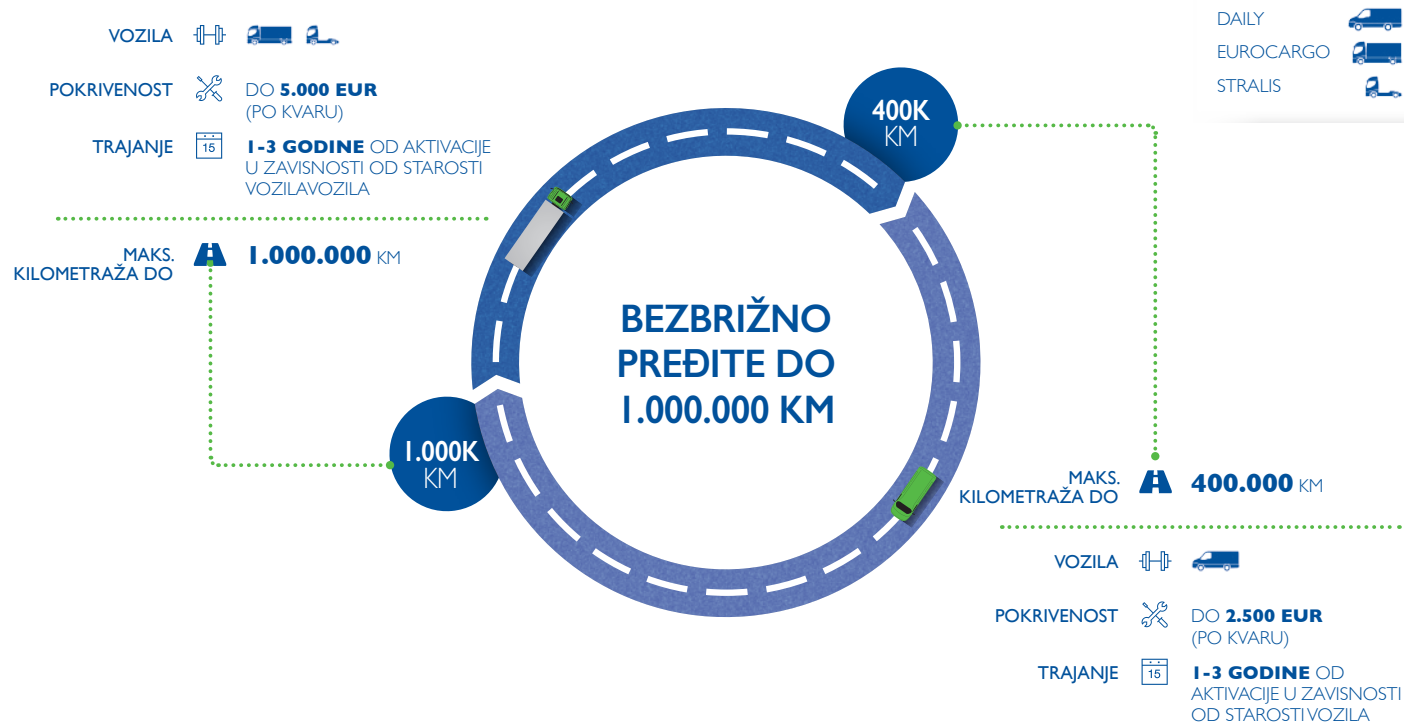 VOZILA
POKRIVENOST
DO 5.000 EUR
(PO KVARU)
TRAJANJE
15
1-3 GODINE OD AKTIVACIJE
U ZAVISNOSTI OD STAROSTI
VOZILAVOZILA
MAKS.
KILOMETRAŽA DO
1.000.000 KM
DAILY
EUROCARGO
STRALIS
400K
KM
BEZBRIŽNO
PREĐITE DO
1.000.000 KM
1.000K
KM
MAKS.
KILOMETRAŽA DO
400.000 KM
VOZILA
POKRIVENOST
DO 2.500 EUR
(PO KVARU)
TRAJANJE
15
1-3 GODINE OD
AKTIVACIJE U ZAVISNOSTI
OD STAROSTI VOZILA